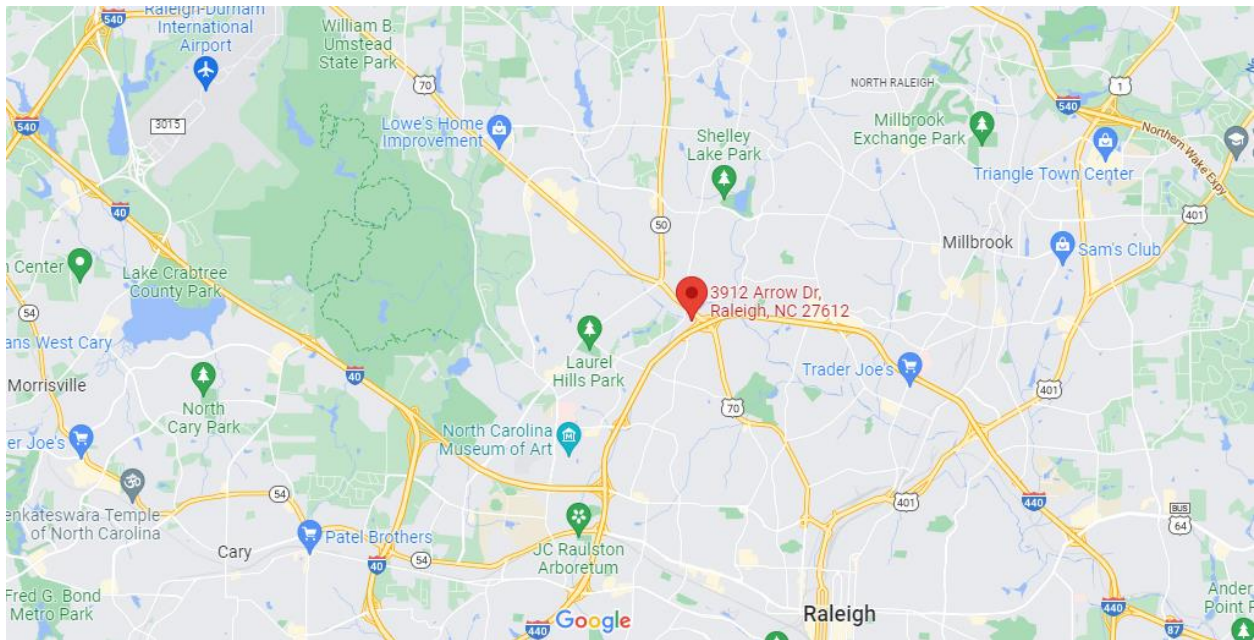 540
Raleigh-Durham
International
Airport
William B.
Umstead
State Park
70
NORTH RALEIGH
1
540
3015
540
Lowe's Home
Improvement
Shelley
Lake Park
Millbrook
Exchange Park
Northern Wake Expy
Triangle Town Center
40
50
401
Millbrook
Sam's Club
n Center
Lake Crabtree
County Park
54
3912 Arrow Dr,
Raleigh, NC 27612
ans West Cary
Morrisville
Laurel
Hills Park
Trader Joe's
40
401
North
Cary Park
70
North Carolina
Museum of Art
er Joe's
54
401
440
BUS
64
enkateswara Temple
of North Carolina
Patel Brothers
Cary
54
40
JC Raulston
Arboretum
Fred G. Bond
Metro Park
Google
440
Raleigh
440
87
Ander
Point P